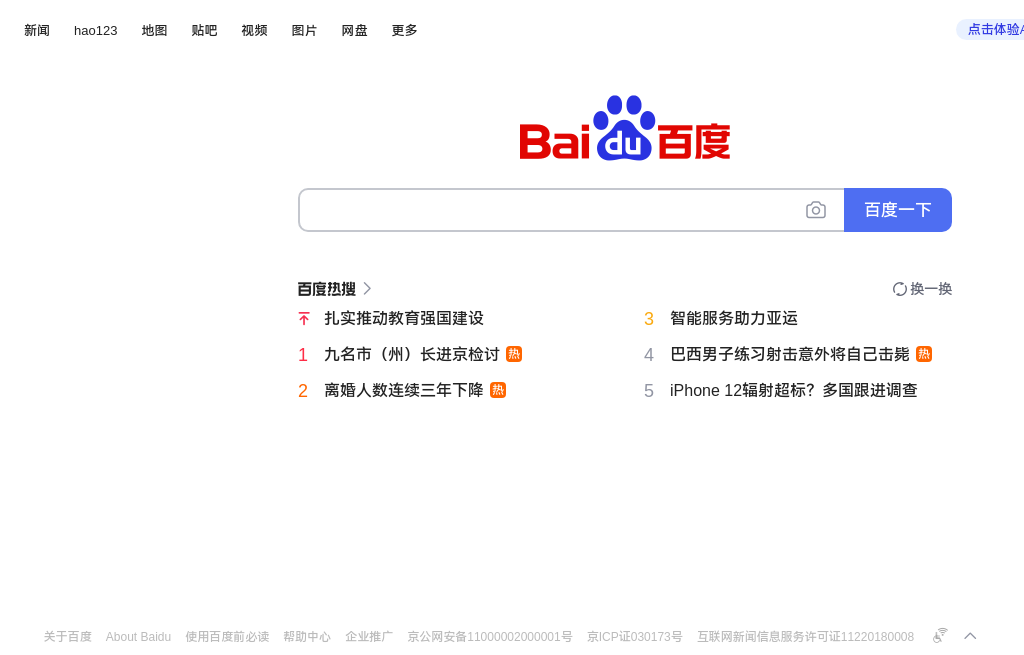 新闻 hao123 地图 贴吧 视频 图片 网盘 更多 点击体验A
Bai du 百度
百度一下
百度热搜 换一换
扎实推动教育强国建设
1 九名市（州）长进京检讨 热
2 离婚人数连续三年下降 热
3 智能服务助力亚运
4 巴西男子练习射击意外将自己击毙 热
5 iPhone 12辐射超标？多国跟进调查
关于百度 About Baidu 使用百度前必读 帮助中心 企业推广 京公网安备11000002000001号 京ICP证030173号 互联网新闻信息服务许可证11220180008